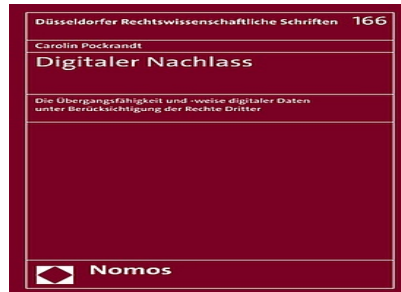 Düsseldorfer Rechtswissenschaftliche Schriften 166
Carolin Pockrandt
Digitaler Nachlass
Die Übergangsfähigkeit und -weise digitaler Daten
unter Berücksichtigung der Rechte Dritter
Nomos